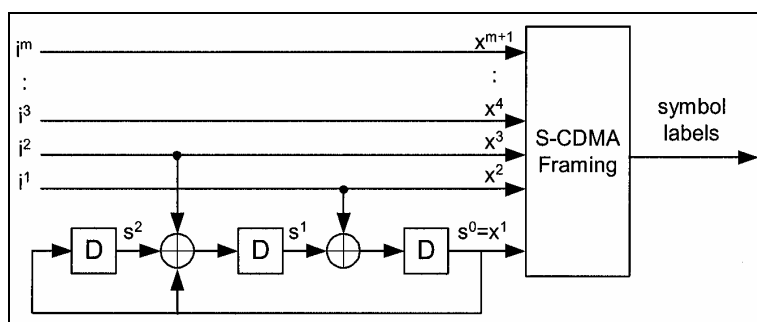 i^m x^{m+1}
: :
i^3 x^4
i^2 x^3
i^1 x^2
S-CDMA
Framing
symbol
labels
D s^2 D s^1 D s^0=x^1